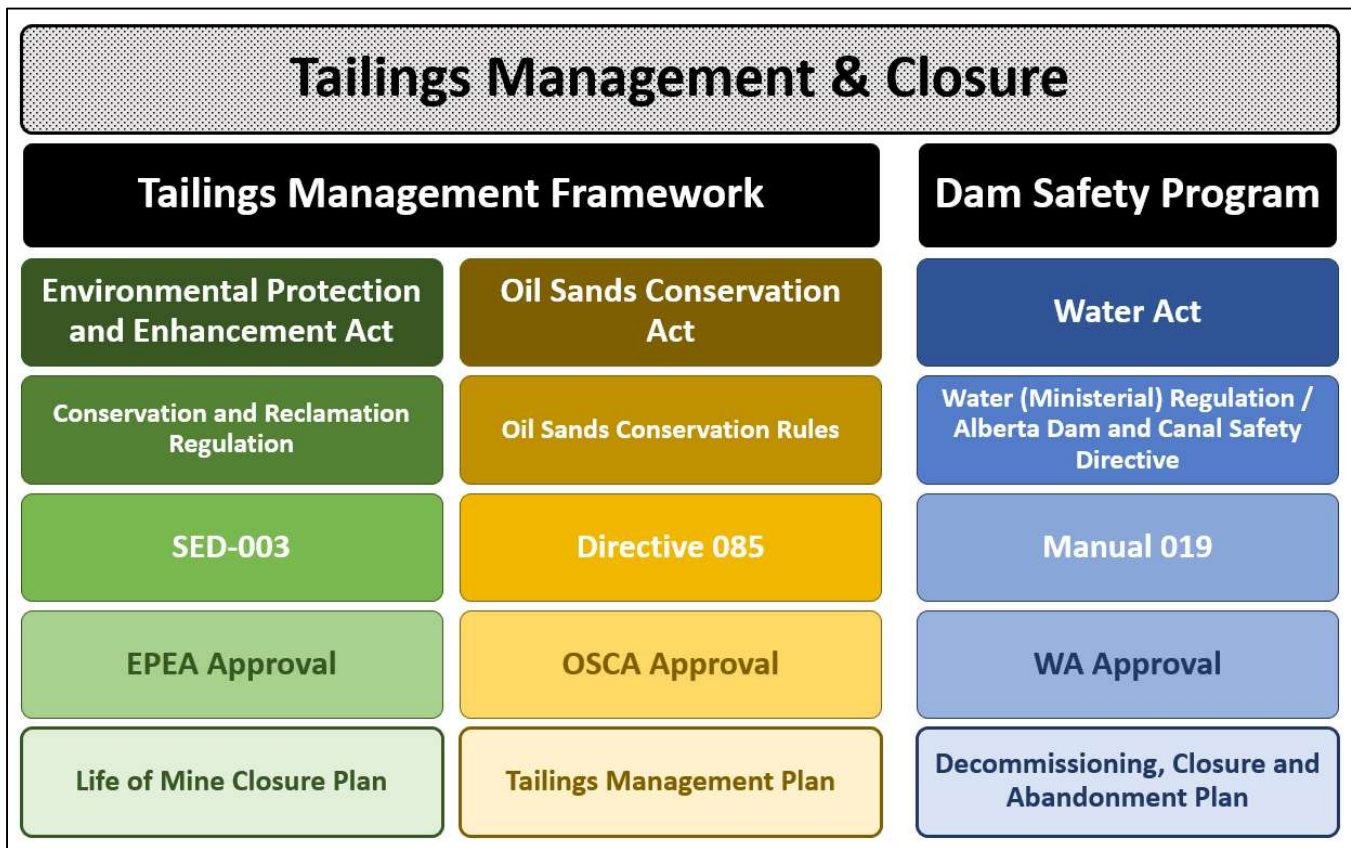 Tailings Management & Closure
Tailings Management Framework
Dam Safety Program
Environmental Protection
and Enhancement Act
Oil Sands Conservation
Act
Water Act
Conservation and Reclamation
Regulation
Oil Sands Conservation Rules
Water (Ministerial) Regulation /
Alberta Dam and Canal Safety
Directive
SED-003
Directive 085
Manual 019
EPEA Approval
OSCA Approval
WA Approval
Life of Mine Closure Plan
Tailings Management Plan
Decommissioning, Closure and
Abandonment Plan